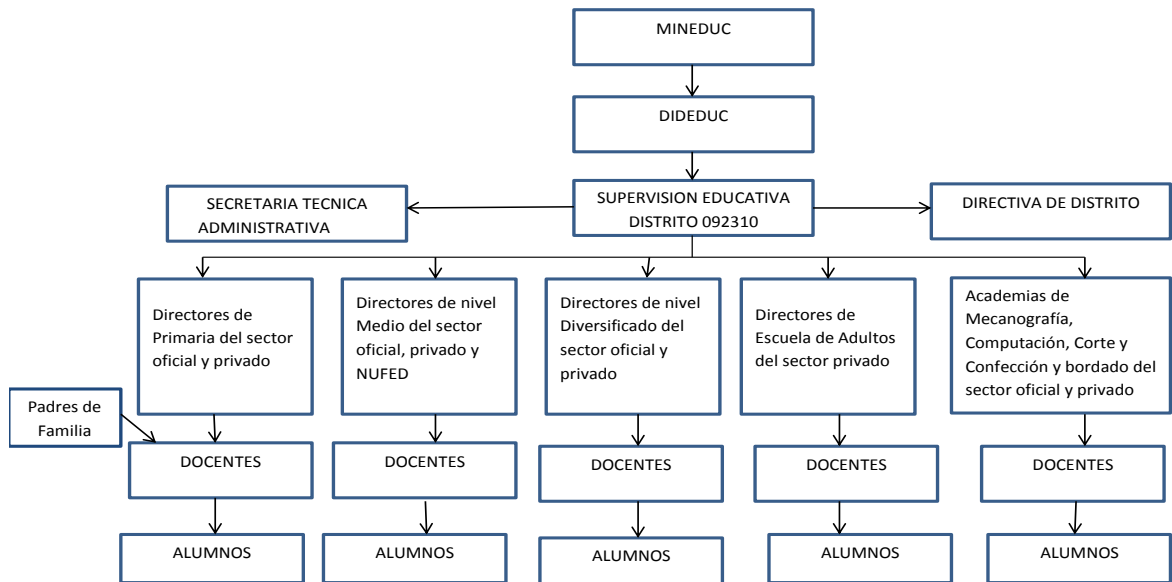 MINEDUC
DIDEDUC
SECRETARIA TECNICA
ADMINISTRATIVA
SUPERVISION EDUCATIVA
DISTRITO 092310
DIRECTIVA DE DISTRITO
Directores de
Primaria del sector
oficial y privado
Directores de nivel
Medio del sector
oficial, privado y
NUFED
Directores de nivel
Diversificado del
sector oficial y
privado
Directores de
Escuela de Adultos
del sector privado
Academias de
Mecanografía,
Computación, Corte y
Confección y bordado del
sector oficial y privado
Padres de
Familia
DOCENTES
DOCENTES
DOCENTES
DOCENTES
DOCENTES
ALUMNOS
ALUMNOS
ALUMNOS
ALUMNOS
ALUMNOS